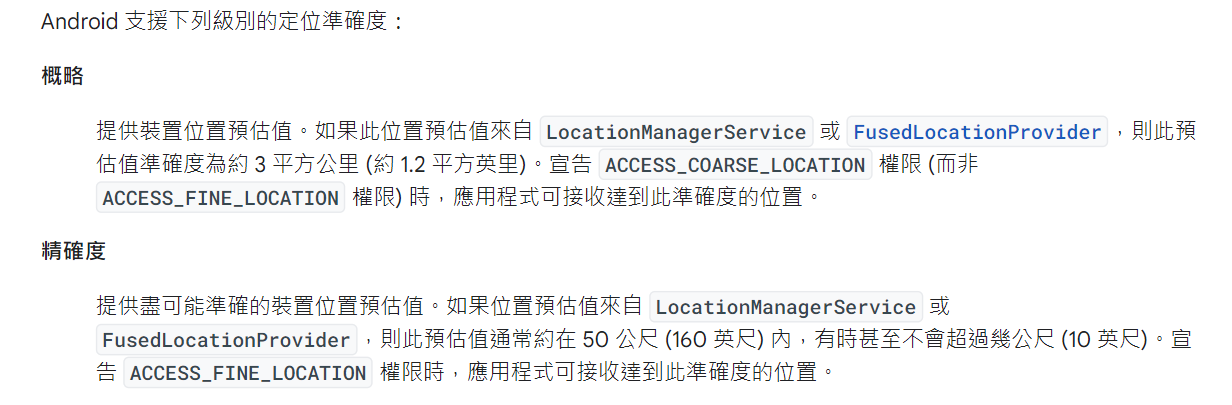 Android 支援下列級別的定位準確度：
概略
提供裝置位置預估值。如果此位置預估值來自 LocationManagerService 或 FusedLocationProvider，則此預
估值準確度為約 3 平方公里 (約 1.2 平方英里)。宣告 ACCESS_COARSE_LOCATION 權限 (而非
ACCESS_FINE_LOCATION 權限) 時，應用程式可接收達到此準確度的位置。
精確度
提供盡可能準確的裝置位置預估值。如果位置預估值來自 LocationManagerService 或
FusedLocationProvider，則此預估值通常約在 50 公尺 (160 英尺) 內，有時甚至不會超過幾公尺 (10 英尺)。宣
告 ACCESS_FINE_LOCATION 權限時，應用程式可接收達到此準確度的位置。